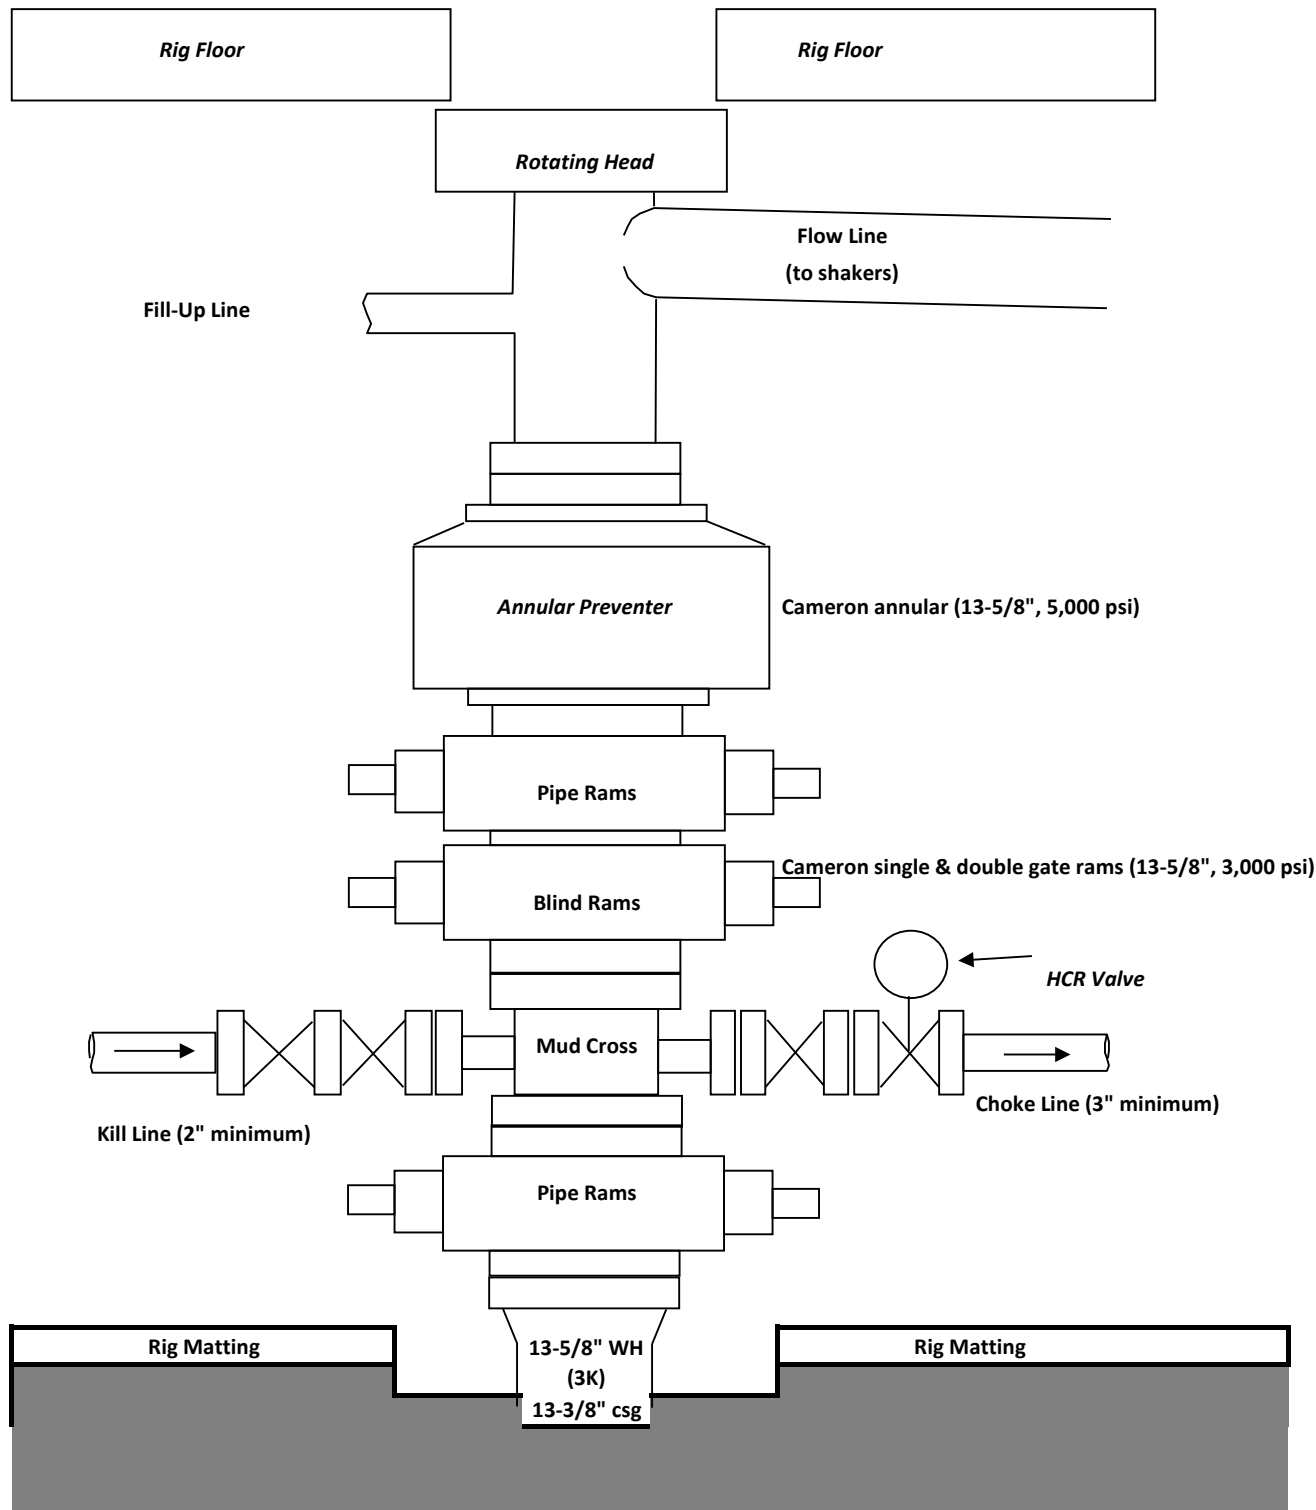 Rig Floor
Rig Floor
Rotating Head
Flow Line
(to shakers)
Fill-Up Line
Annular Preventer
Cameron annular (13-5/8", 5,000 psi)
Pipe Rams
Cameron single & double gate rams (13-5/8", 3,000 psi)
Blind Rams
HCR Valve
Mud Cross
Choke Line (3" minimum)
Kill Line (2" minimum)
Pipe Rams
Rig Matting
13-5/8" WH
(3K)
13-3/8" csg
Rig Matting